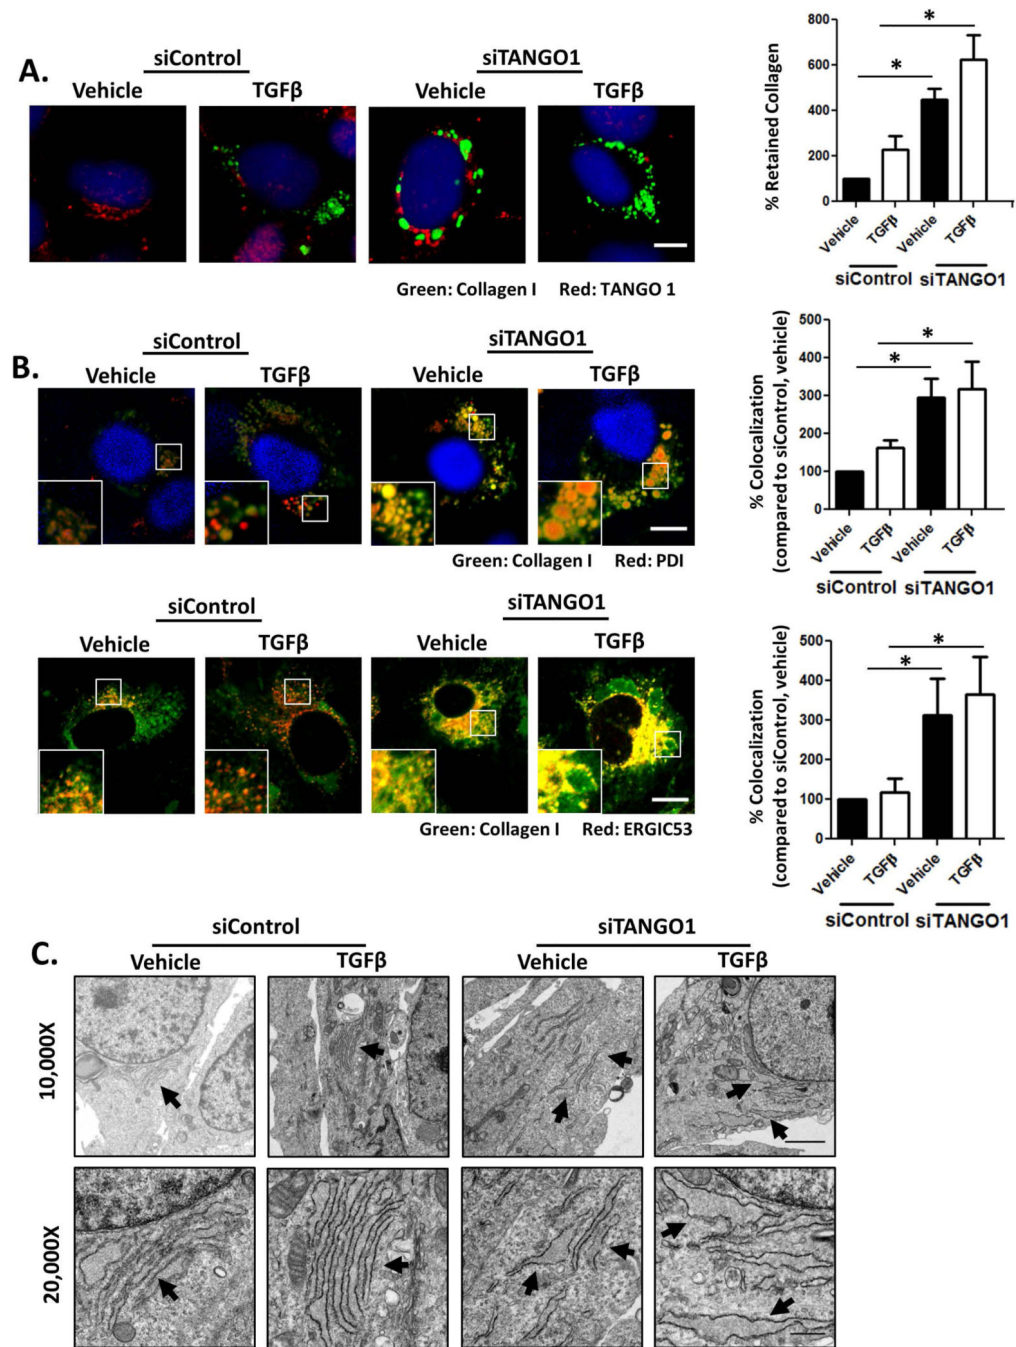 A.
siControl
siTANGO1
Vehicle
TGFβ
Vehicle
TGFβ
Green: Collagen I Red: TANGO 1
% Retained Collagen
800
600
400
200
0
*
*
Vehicle
TGFβ
Vehicle
TGFβ
siControl
siTANGO1
B.
siControl
siTANGO1
Vehicle
TGFβ
Vehicle
TGFβ
Green: Collagen I Red: PDI
% Colocalization
(compared to siControl, vehicle)
500
400
300
200
100
0
*
*
Vehicle
TGFβ
Vehicle
TGFβ
siControl
siTANGO1
siControl
siTANGO1
Vehicle
TGFβ
Vehicle
TGFβ
Green: Collagen I Red: ERGIC53
% Colocalization
(compared to siControl, vehicle)
500
400
300
200
100
0
*
*
Vehicle
TGFβ
Vehicle
TGFβ
siControl
siTANGO1
C.
siControl
siTANGO1
Vehicle
TGFβ
Vehicle
TGFβ
10,000X
20,000X